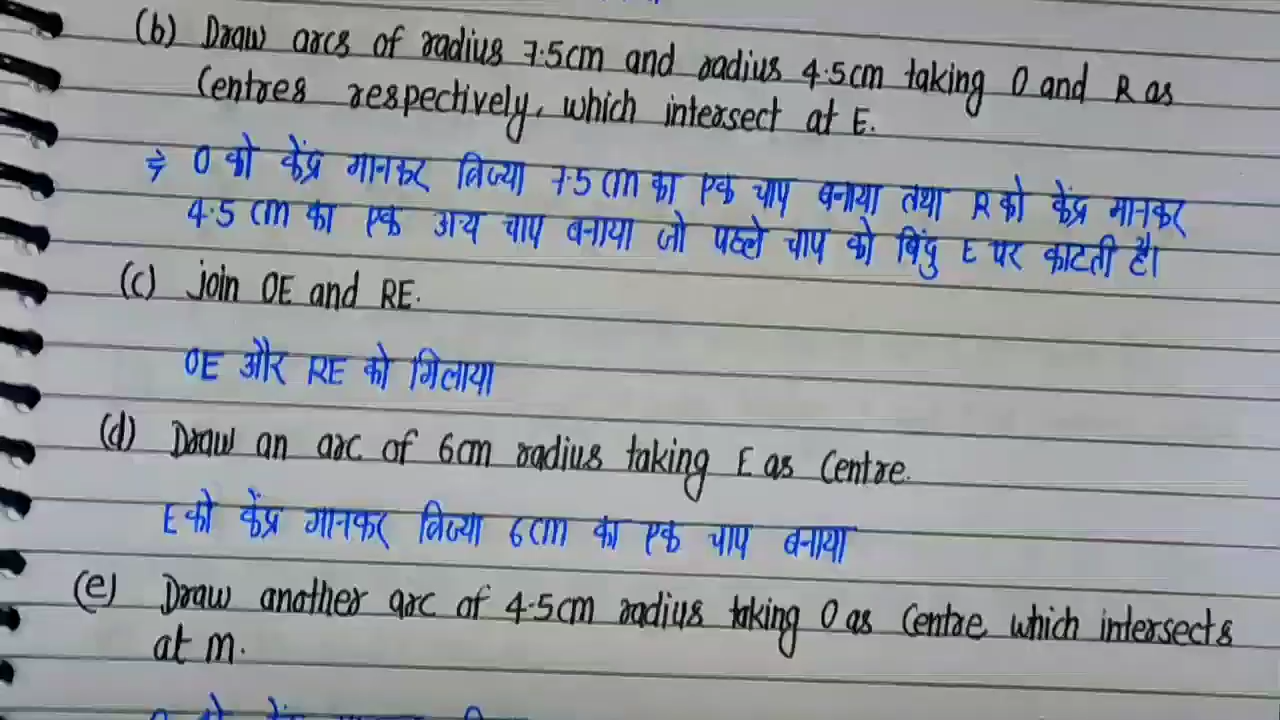 (b) Draw arcs of radius 7.5cm and radius 4.5cm taking O and R as
Centres respectively, which intersect at E.
⇒ O को केंद्र मानकर त्रिज्या 7.5 cm का एक चाप बनाया तथा R को केंद्र मानकर
4.5 cm का एक अन्य चाप बनाया जो पहले चाप को बिंदु E पर काटती है।
(c) join OE and RE.
OE और RE को मिलाया
(d) Draw an arc of 6cm radius taking E as Centre.
E को केंद्र मानकर त्रिज्या 6 cm का एक चाप बनाया
(e) Draw another arc of 4.5cm radius taking O as Centre which intersects
at m.